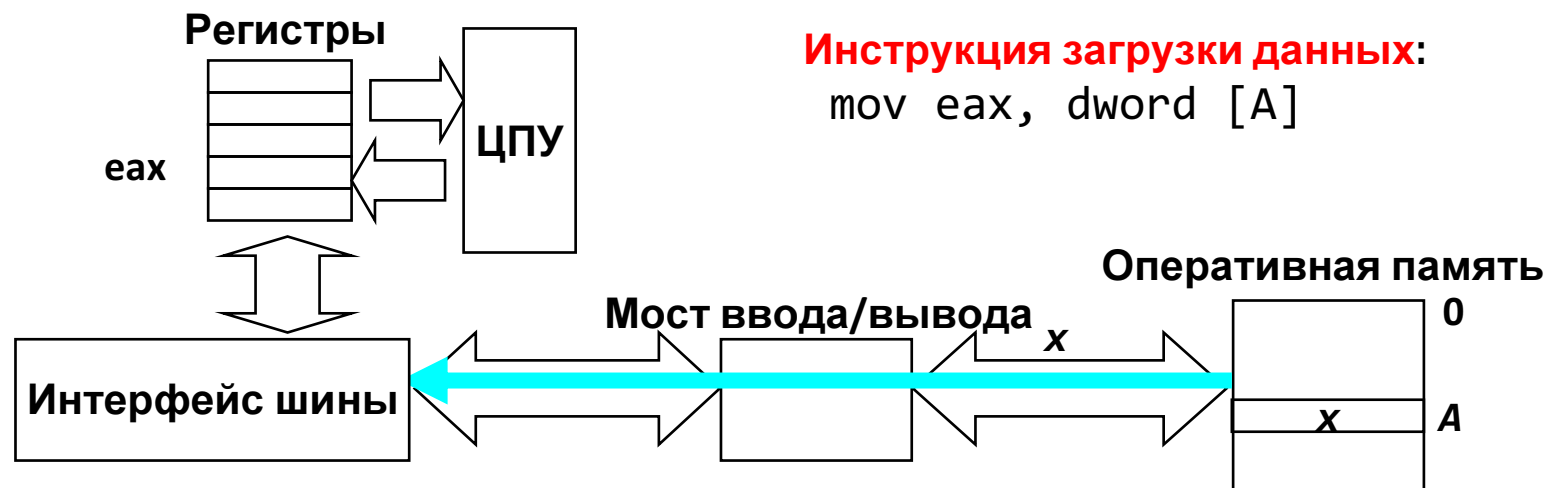 Регистры
Инструкция загрузки данных:
mov eax, dword [A]
ЦПУ
eax
Оперативная память
0
Мост ввода/вывода
x
Интерфейс шины
x
A